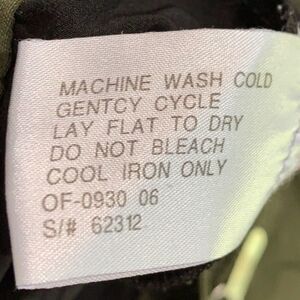 MACHINE WASH COLD
GENTCY CYCLE
LAY FLAT TO DRY
DO NOT BLEACH
COOL IRON ONLY
OF-0930 06
S/# 62312